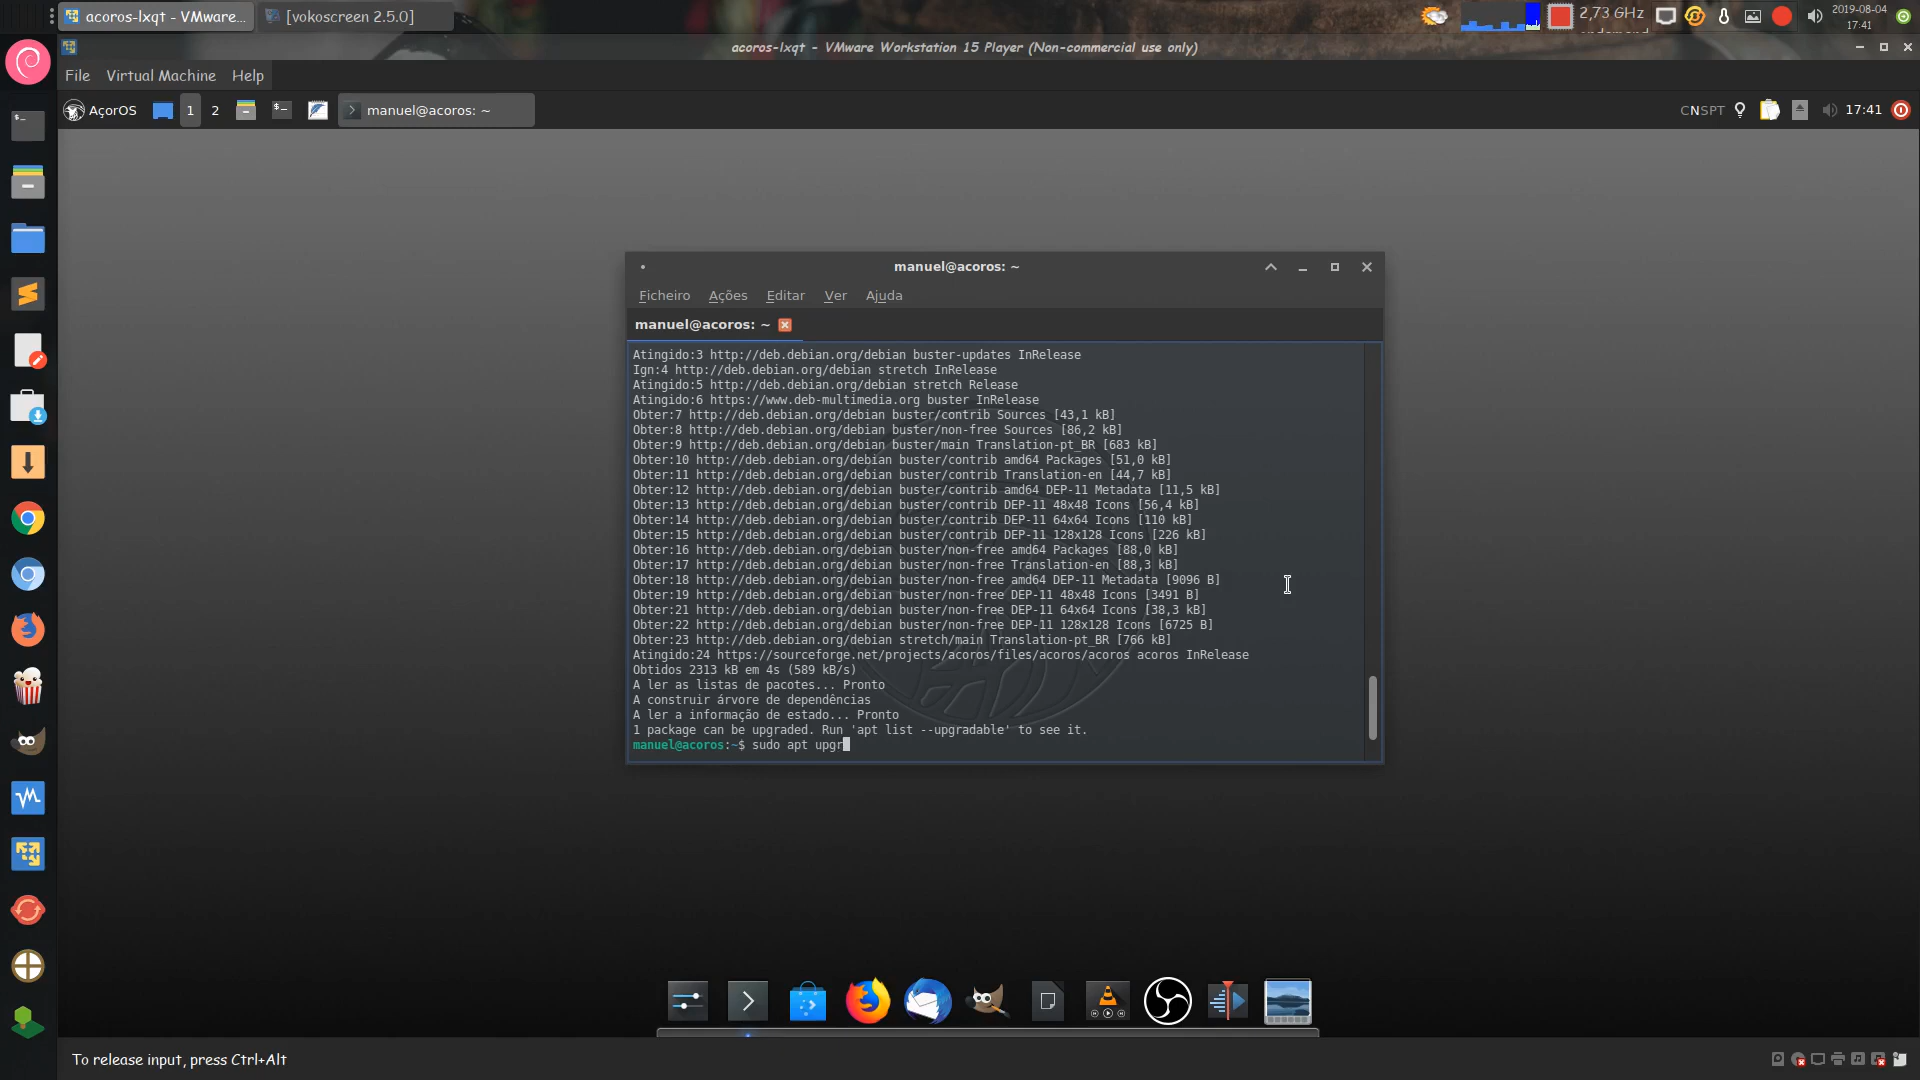 acoros-lxqt - VMware...
[vokoscreen 2.5.0]
2,73 GHz
2019-08-04
17:41
acoros-lxqt - VMware Workstation 15 Player (Non-commercial use only)
File Virtual Machine Help
AçorOS 1 2 manuel@acoros: ~
CNSPT 17:41
manuel@acoros: ~
Ficheiro Ações Editar Ver Ajuda
manuel@acoros: ~
Atingido:3 http://deb.debian.org/debian buster-updates InRelease
Ign:4 http://deb.debian.org/debian stretch InRelease
Atingido:5 http://deb.debian.org/debian stretch Release
Atingido:6 https://www.deb-multimedia.org buster InRelease
Obter:7 http://deb.debian.org/debian buster/contrib Sources [43,1 kB]
Obter:8 http://deb.debian.org/debian buster/non-free Sources [86,2 kB]
Obter:9 http://deb.debian.org/debian buster/main Translation-pt_BR [683 kB]
Obter:10 http://deb.debian.org/debian buster/contrib amd64 Packages [51,0 kB]
Obter:11 http://deb.debian.org/debian buster/contrib Translation-en [44,7 kB]
Obter:12 http://deb.debian.org/debian buster/contrib amd64 DEP-11 Metadata [11,5 kB]
Obter:13 http://deb.debian.org/debian buster/contrib DEP-11 48x48 Icons [56,4 kB]
Obter:14 http://deb.debian.org/debian buster/contrib DEP-11 64x64 Icons [110 kB]
Obter:15 http://deb.debian.org/debian buster/contrib DEP-11 128x128 Icons [226 kB]
Obter:16 http://deb.debian.org/debian buster/non-free amd64 Packages [88,0 kB]
Obter:17 http://deb.debian.org/debian buster/non-free Translation-en [88,3 kB]
Obter:18 http://deb.debian.org/debian buster/non-free amd64 DEP-11 Metadata [9096 B]
Obter:19 http://deb.debian.org/debian buster/non-free DEP-11 48x48 Icons [3491 B]
Obter:21 http://deb.debian.org/debian buster/non-free DEP-11 64x64 Icons [38,3 kB]
Obter:22 http://deb.debian.org/debian buster/non-free DEP-11 128x128 Icons [6725 B]
Obter:23 http://deb.debian.org/debian stretch/main Translation-pt_BR [766 kB]
Atingido:24 https://sourceforge.net/projects/acoros/files/acoros/acoros acoros InRelease
Obtidos 2313 kB em 4s (589 kB/s)
A ler as listas de pacotes... Pronto
A construir árvore de dependências
A ler a informação de estado... Pronto
1 package can be upgraded. Run 'apt list --upgradable' to see it.
manuel@acoros:~$ sudo apt upgr
To release input, press Ctrl+Alt